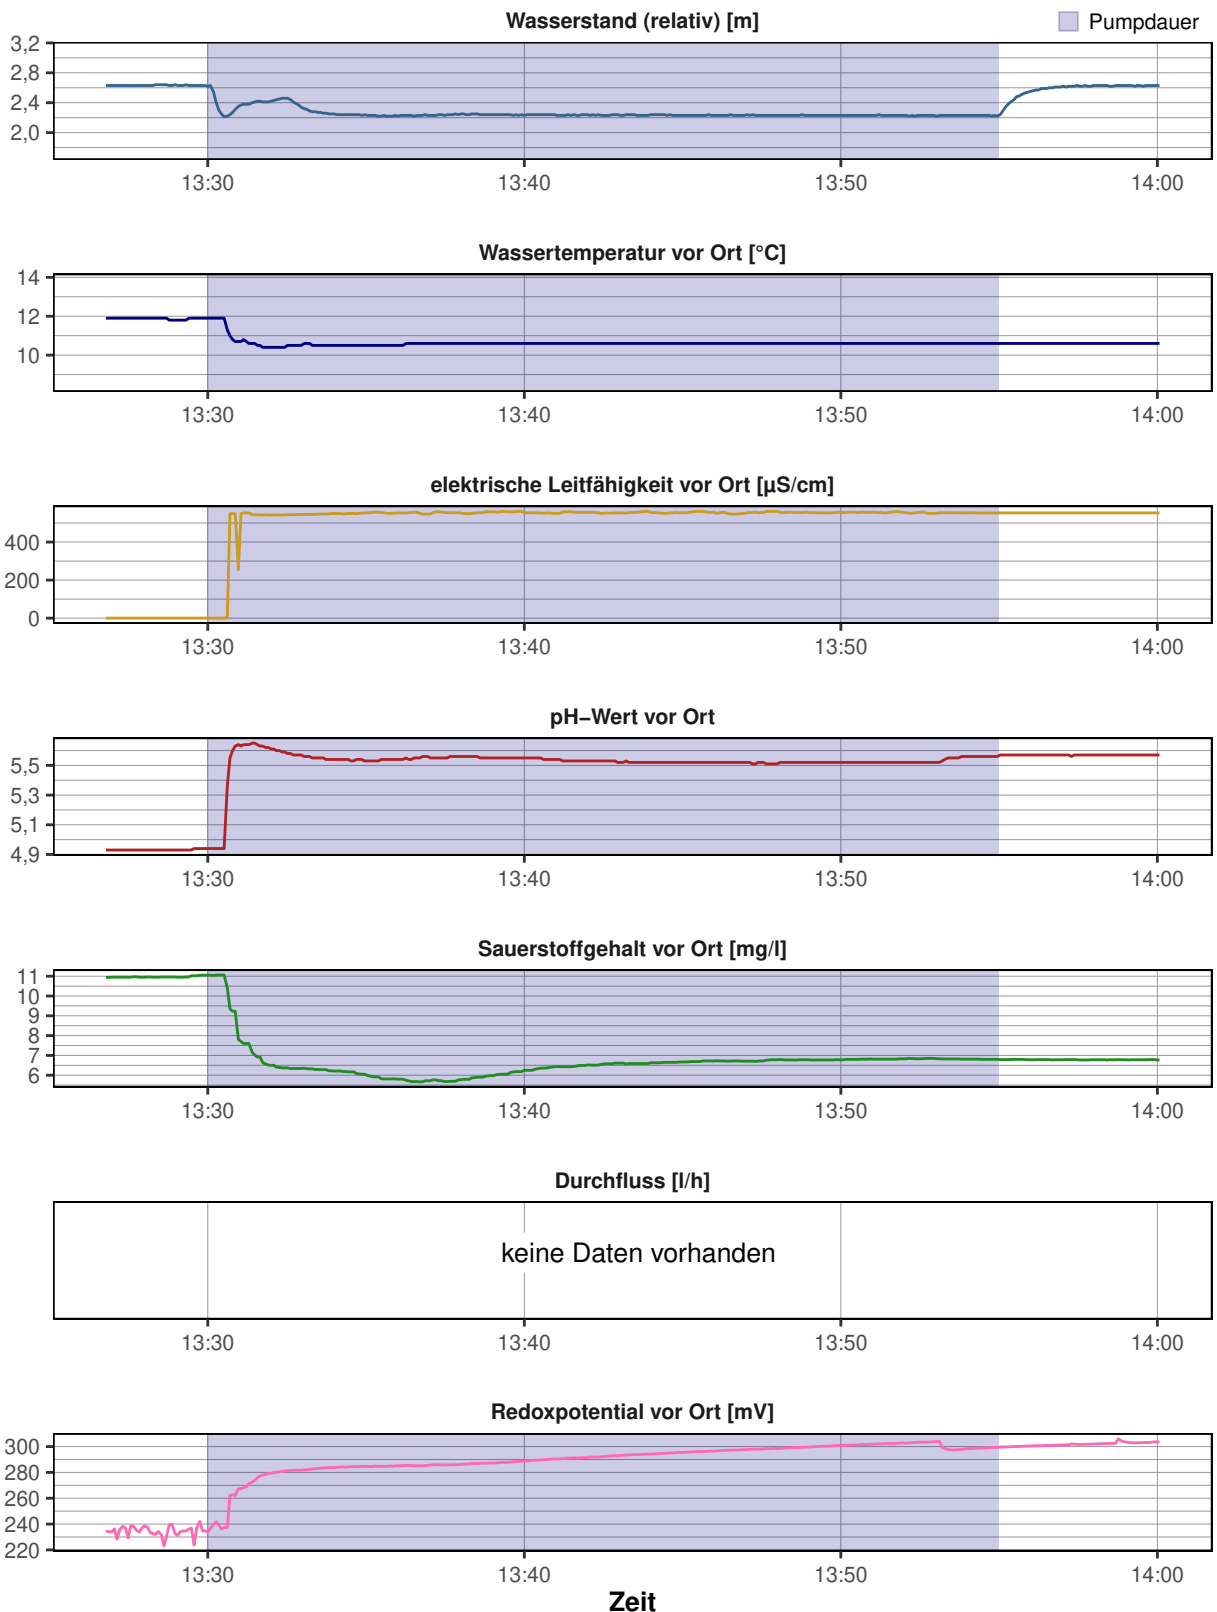 Wasserstand (relativ) [m]
Pumpdauer
3,2
2,8
2,4
2,0
13:30 13:40 13:50 14:00
Wassertemperatur vor Ort [°C]
14
12
10
13:30 13:40 13:50 14:00
elektrische Leitfähigkeit vor Ort [µS/cm]
400
200
0
13:30 13:40 13:50 14:00
pH−Wert vor Ort
5,5
5,3
5,1
4,9
13:30 13:40 13:50 14:00
Sauerstoffgehalt vor Ort [mg/l]
11
10
9
8
7
6
13:30 13:40 13:50 14:00
Durchfluss [l/h]
keine Daten vorhanden
13:30 13:40 13:50 14:00
Redoxpotential vor Ort [mV]
300
280
260
240
220
13:30 13:40 13:50 14:00
Zeit